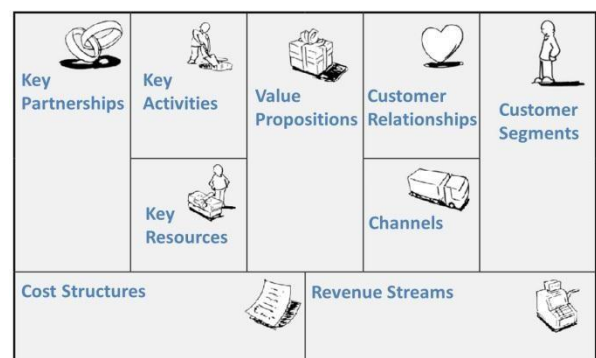 Key
Partnerships
Key
Activities
Key
Resources
Value
Propositions
Customer
Relationships
Channels
Customer
Segments
Cost Structures
Revenue Streams